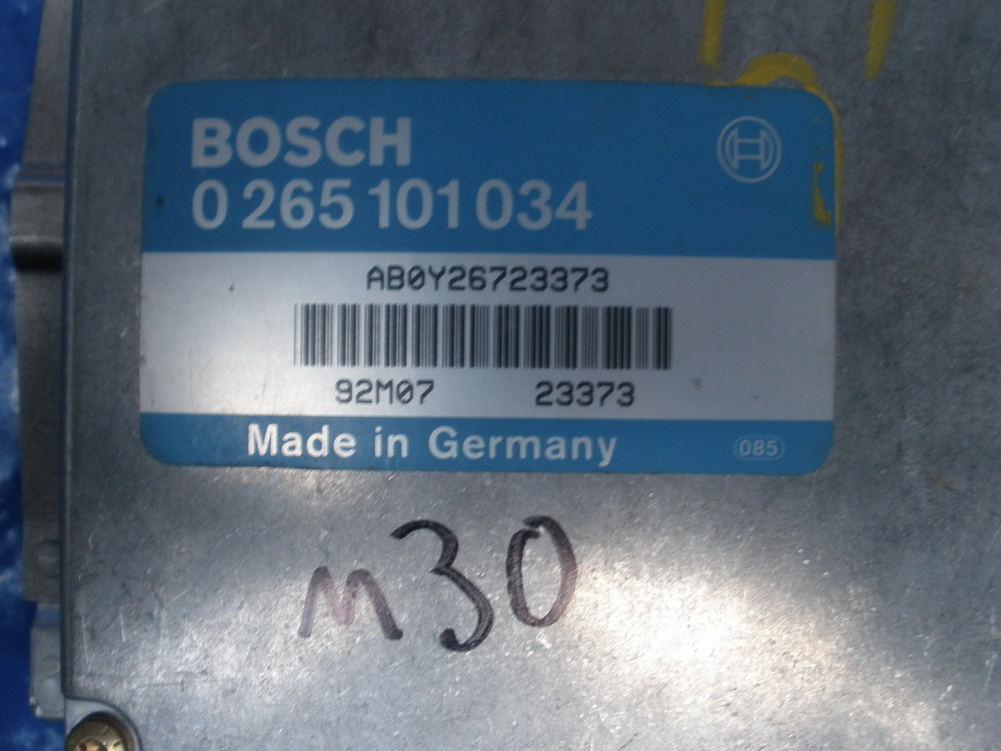 BOSCH
0 265 101 034
AB0Y26723373
92M07 23373
Made in Germany 085
M30